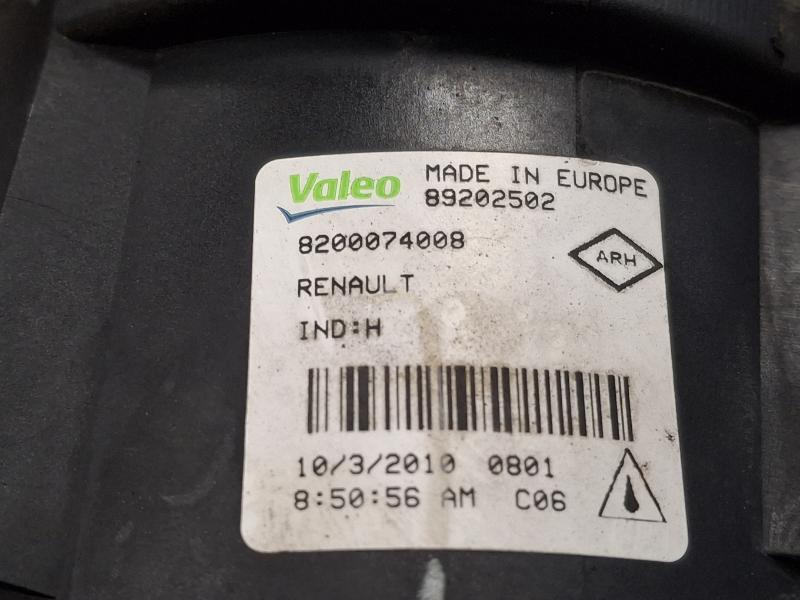 Valeo MADE IN EUROPE
89202502
8200074008
ARH
RENAULT
IND:H
10/3/2010 0801
8:50:56 AM C06